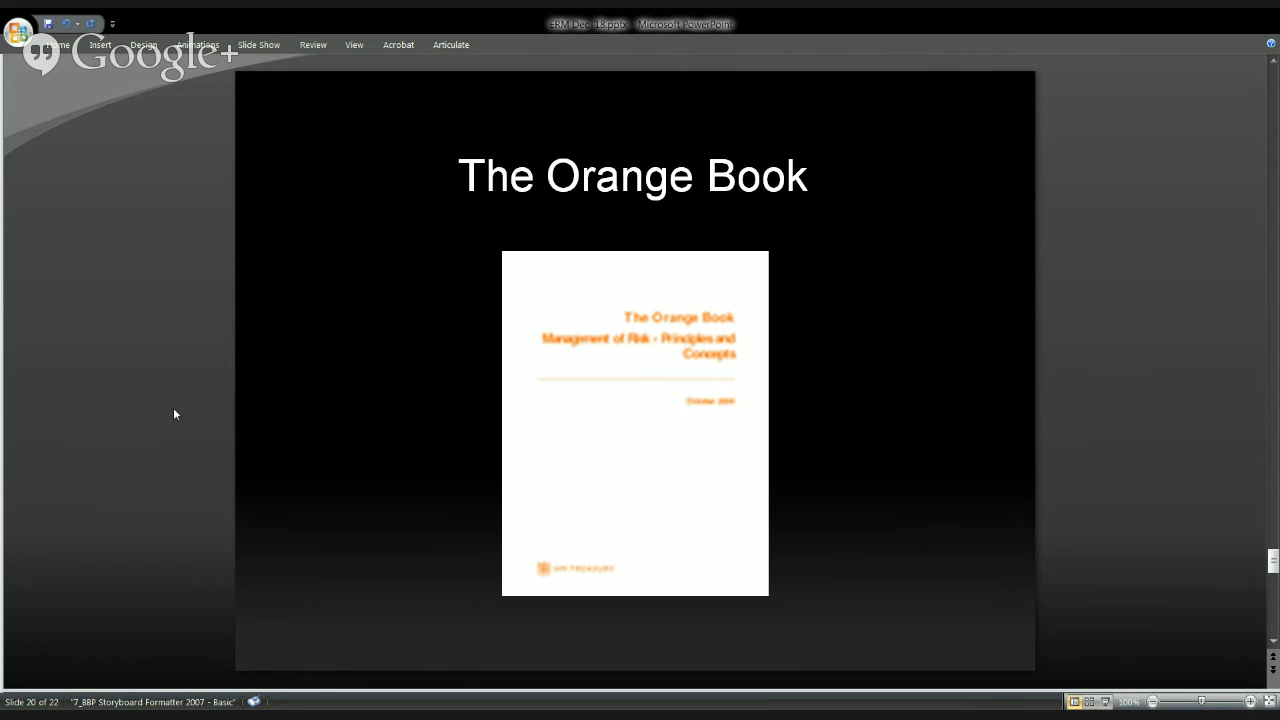 ERM Dec. 18.pptx - Microsoft PowerPoint
Home Insert Design Animations Slide Show Review View Acrobat Articulate
Google+
The Orange Book
The Orange Book
Management of Risk - Principles and
Concepts
October 2004
HM TREASURY
Slide 20 of 22 "7_BBP Storyboard Formatter 2007 - Basic" 100%